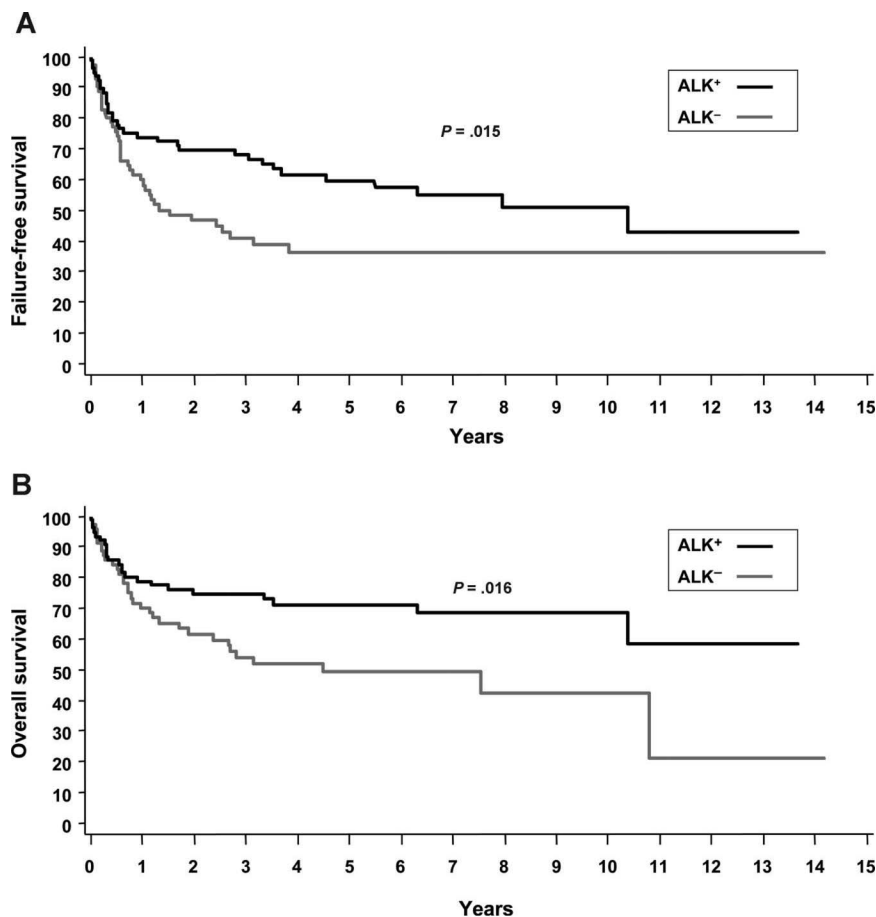 A
Failure-free survival
100
90
80
70
60
50
40
30
20
10
0
ALK+
ALK−
P = .015
0 1 2 3 4 5 6 7 8 9 10 11 12 13 14 15
Years
B
Overall survival
100
90
80
70
60
50
40
30
20
10
0
ALK+
ALK−
P = .016
0 1 2 3 4 5 6 7 8 9 10 11 12 13 14 15
Years